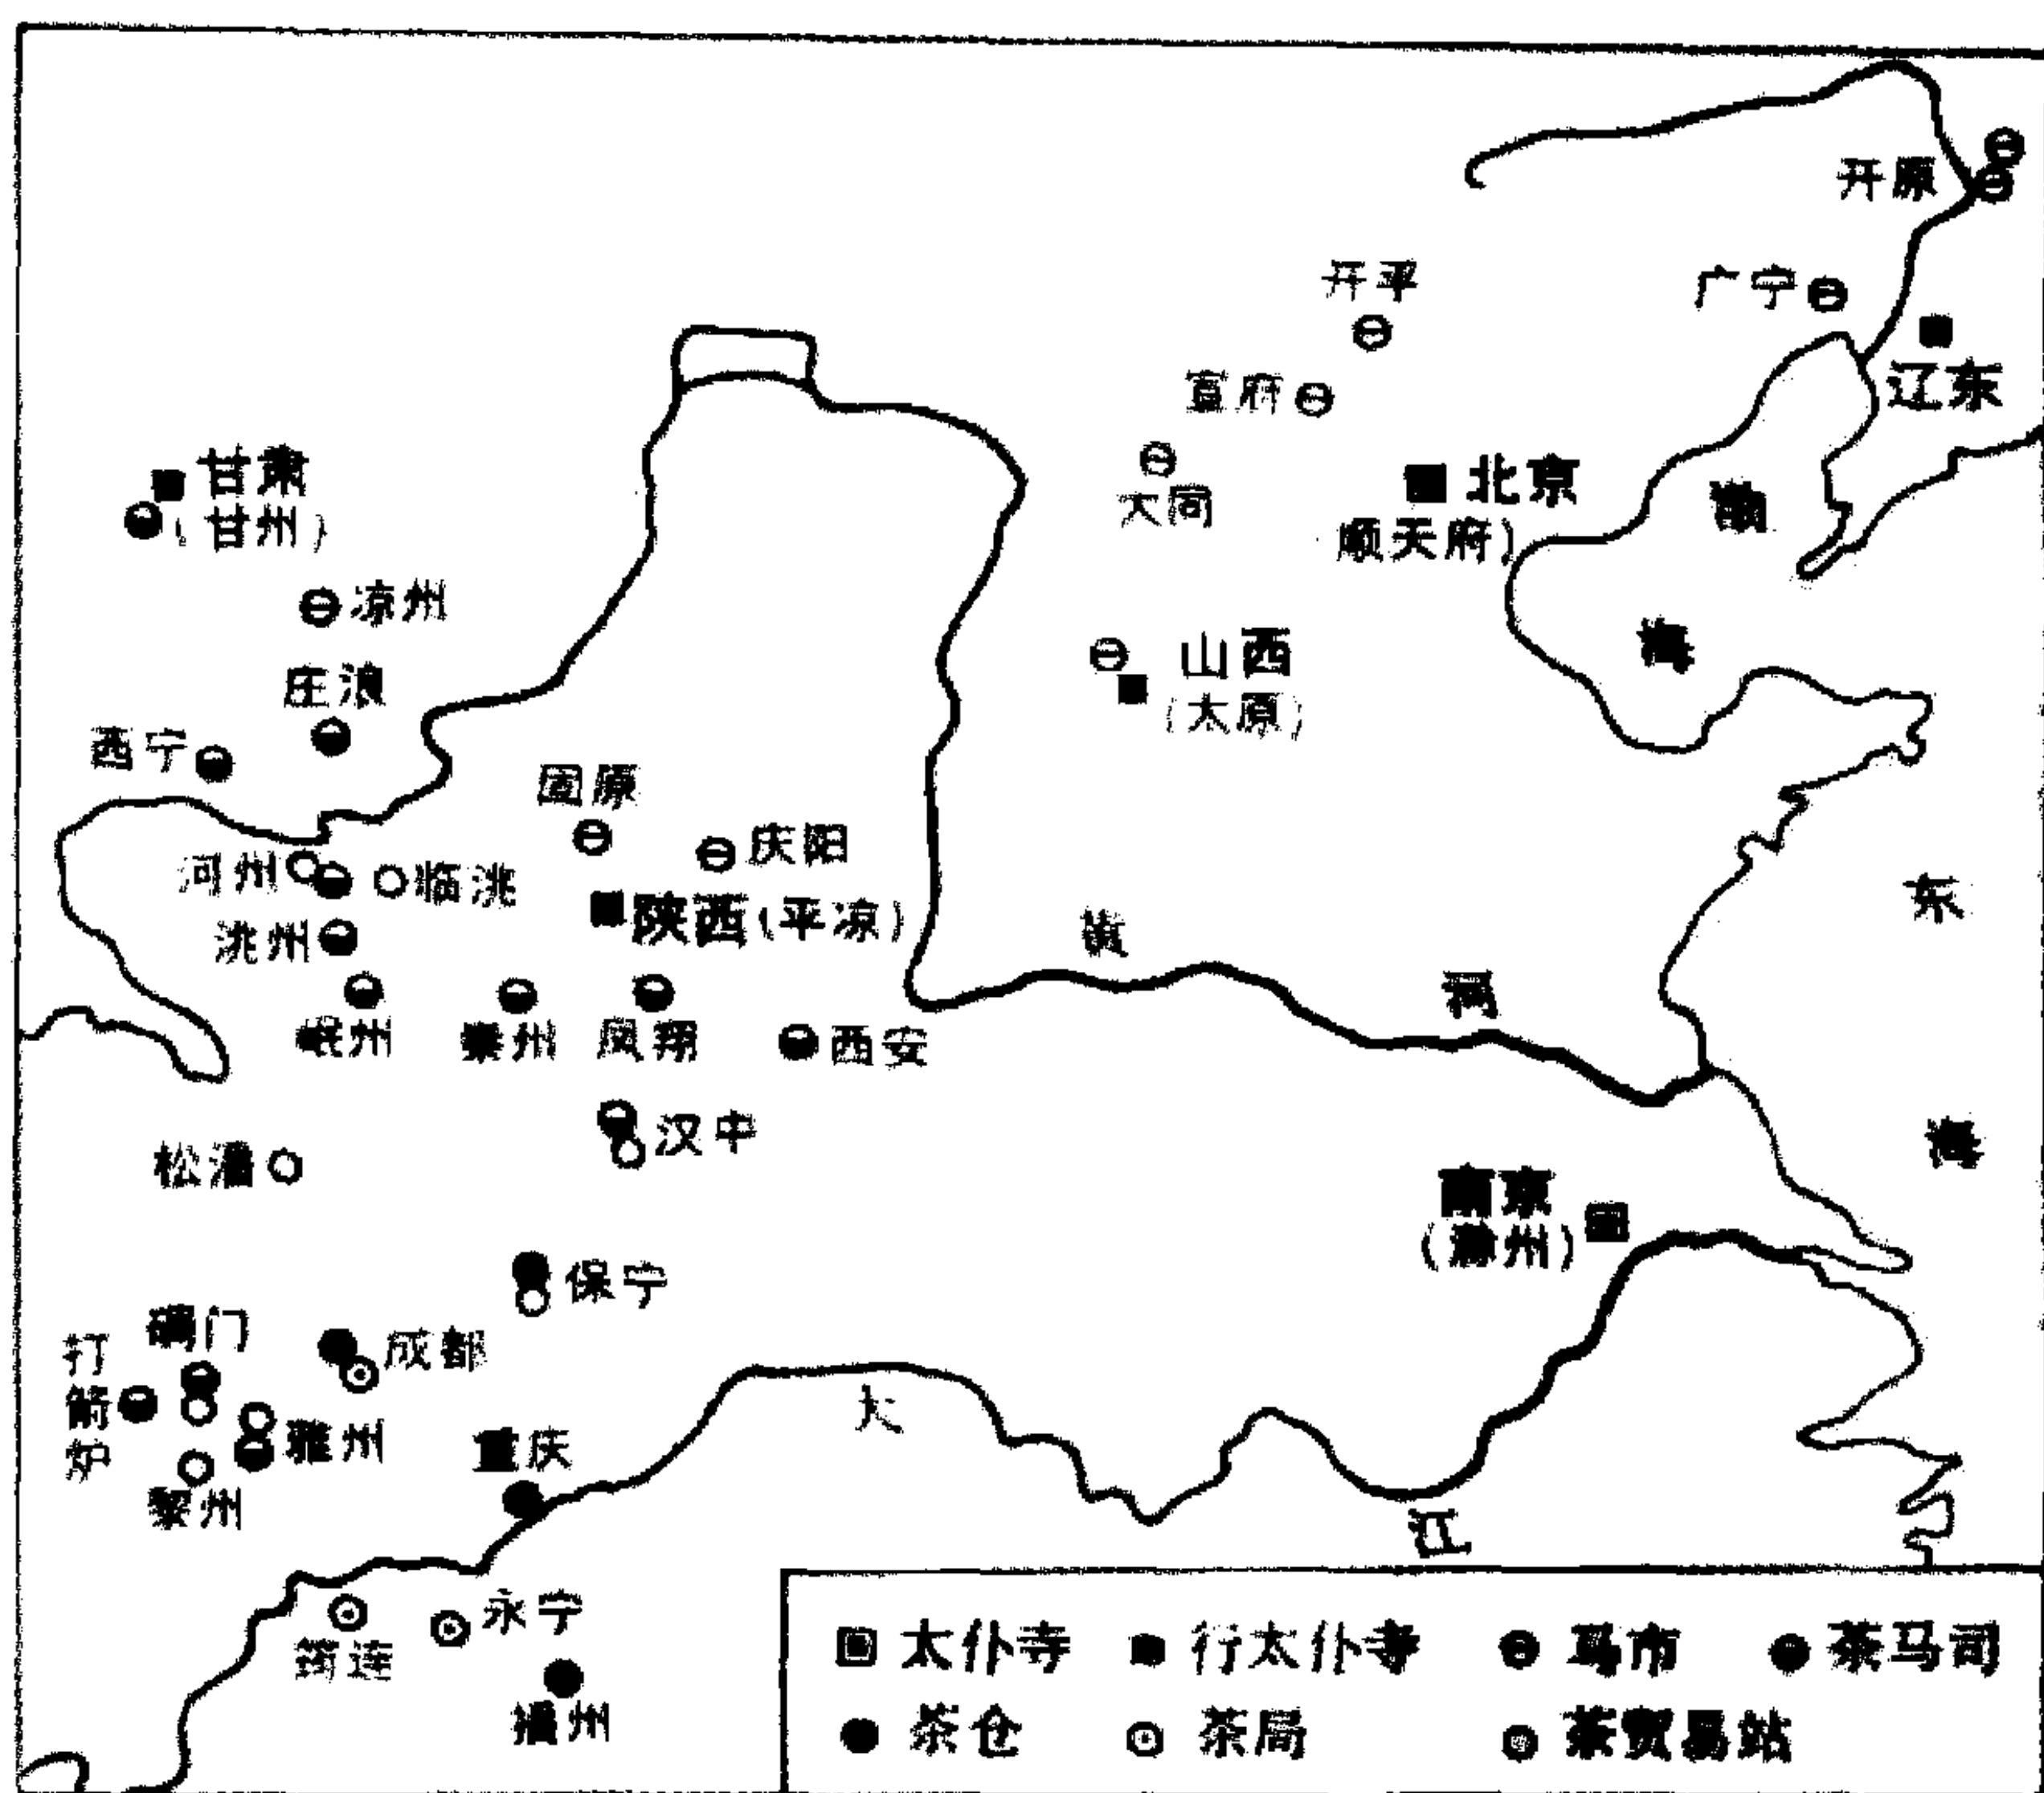 开原
开平
广宁
宣府
辽东
甘肃
(甘州)
大同
北京
顺天府)
渤
海
凉州
庄浪
山西
(太原)
西宁
固原
庆阳
河州
临洮
陕西(平凉)
洮州
黄
河
东
海
岷州
秦州
凤翔
西安
汉中
松潘
南京
(滁州)
保宁
碉门
打箭炉
成都
雅州
黎州
重庆
大
江
筠连
永宁
播州
太仆寺
行太仆寺
马市
茶马司
茶仓
茶局
茶贸易站